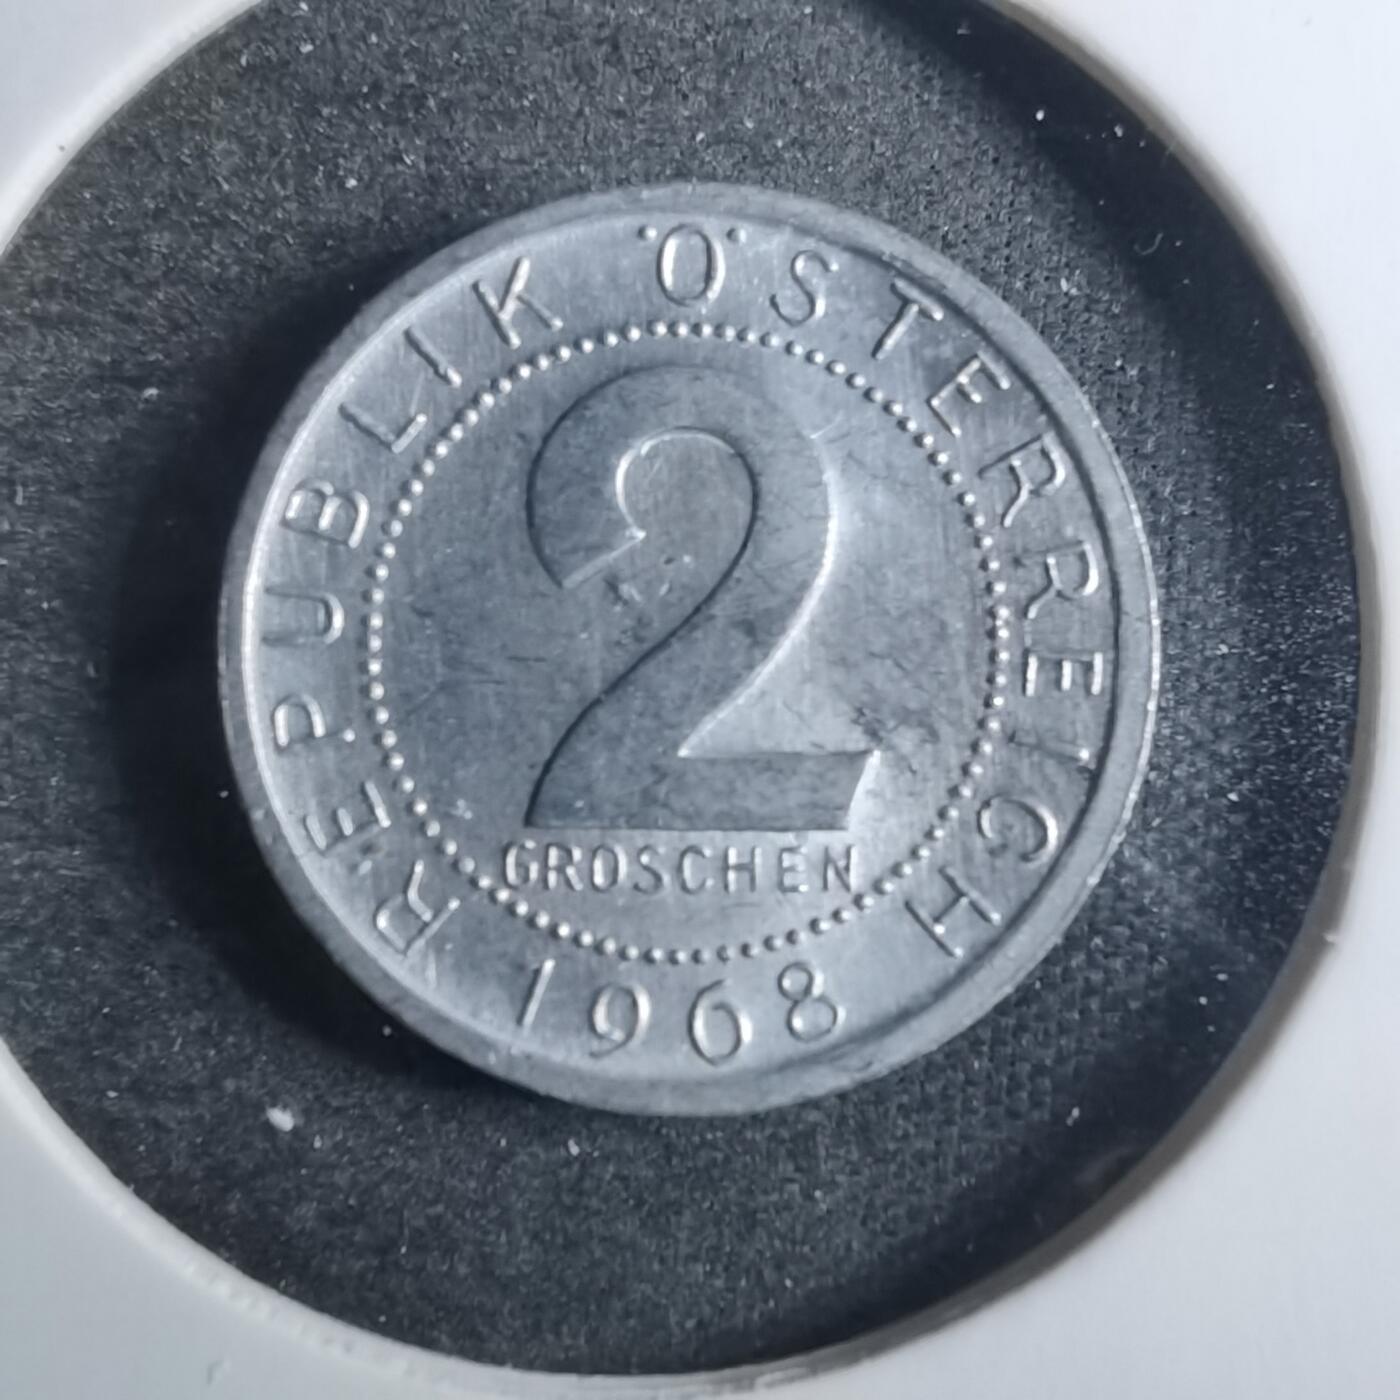 REPUBLIK ÖSTERREICH
2
GROSCHEN
1968